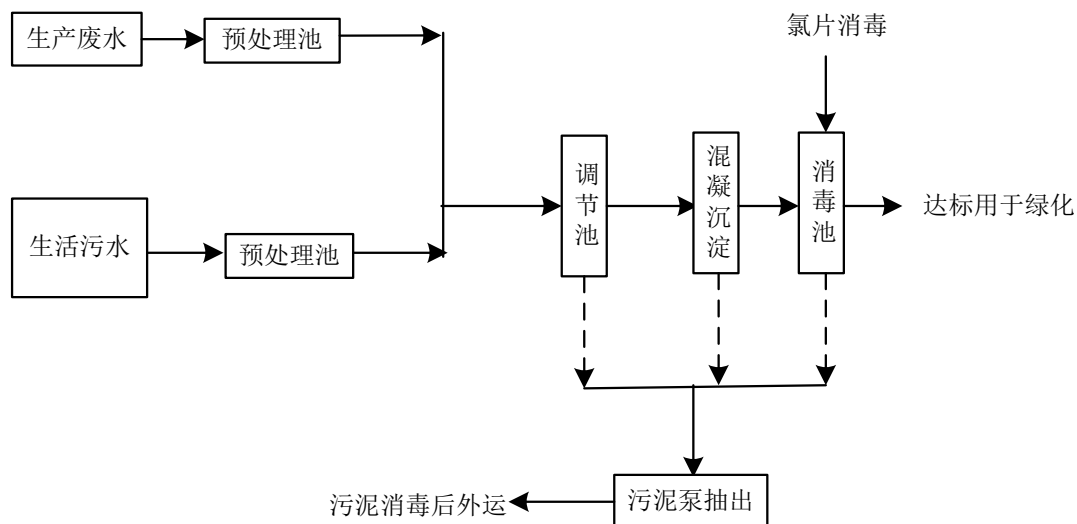 氯片消毒
生产废水
预处理池
调节池
混凝沉淀
消毒池
达标用于绿化
生活污水
预处理池
污泥泵抽出
污泥消毒后外运